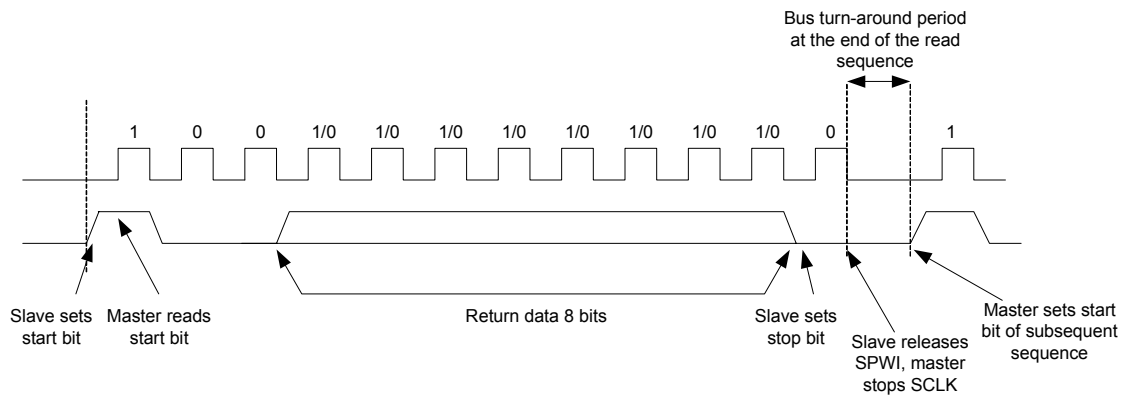 Bus turn-around period
at the end of the read
sequence
1 0 0 1/0 1/0 1/0 1/0 1/0 1/0 1/0 1/0 0 1
Slave sets
start bit
Master reads
start bit
Return data 8 bits
Slave sets
stop bit
Slave releases
SPWI, master
stops SCLK
Master sets start
bit of subsequent
sequence